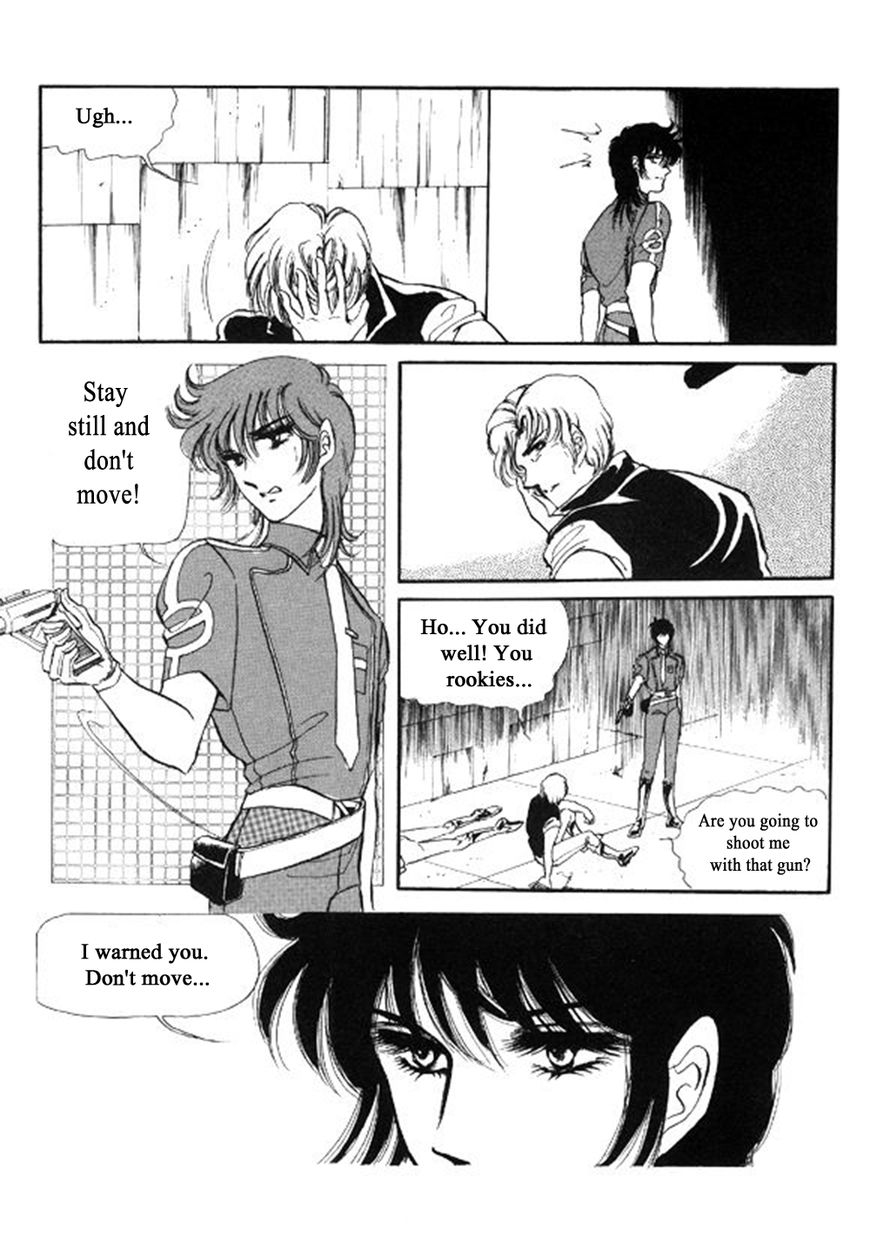 Ugh...
Stay
still and
don't
move!
Ho... You did
well! You
rookies...
Are you going to
shoot me
with that gun?
I warned you.
Don't move...